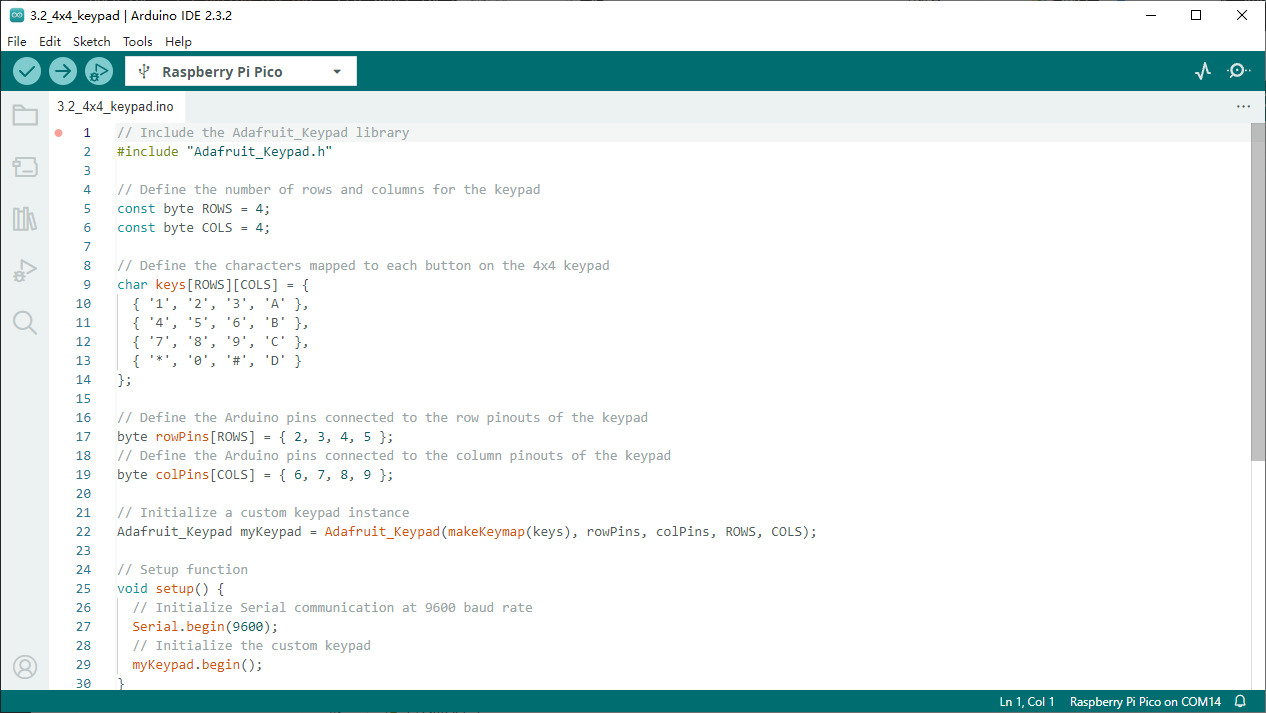 3.2_4x4_keypad | Arduino IDE 2.3.2
File Edit Sketch Tools Help
Raspberry Pi Pico
3.2_4x4_keypad.ino
1 // Include the Adafruit_Keypad library
2 #include "Adafruit_Keypad.h"
3
4 // Define the number of rows and columns for the keypad
5 const byte ROWS = 4;
6 const byte COLS = 4;
7
8 // Define the characters mapped to each button on the 4x4 keypad
9 char keys[ROWS][COLS] = {
10   { '1', '2', '3', 'A' },
11   { '4', '5', '6', 'B' },
12   { '7', '8', '9', 'C' },
13   { '*', '0', '#', 'D' }
14 };
15
16 // Define the Arduino pins connected to the row pinouts of the keypad
17 byte rowPins[ROWS] = { 2, 3, 4, 5 };
18 // Define the Arduino pins connected to the column pinouts of the keypad
19 byte colPins[COLS] = { 6, 7, 8, 9 };
20
21 // Initialize a custom keypad instance
22 Adafruit_Keypad myKeypad = Adafruit_Keypad(makeKeymap(keys), rowPins, colPins, ROWS, COLS);
23
24 // Setup function
25 void setup() {
26   // Initialize Serial communication at 9600 baud rate
27   Serial.begin(9600);
28   // Initialize the custom keypad
29   myKeypad.begin();
30 }
Ln 1, Col 1 Raspberry Pi Pico on COM14